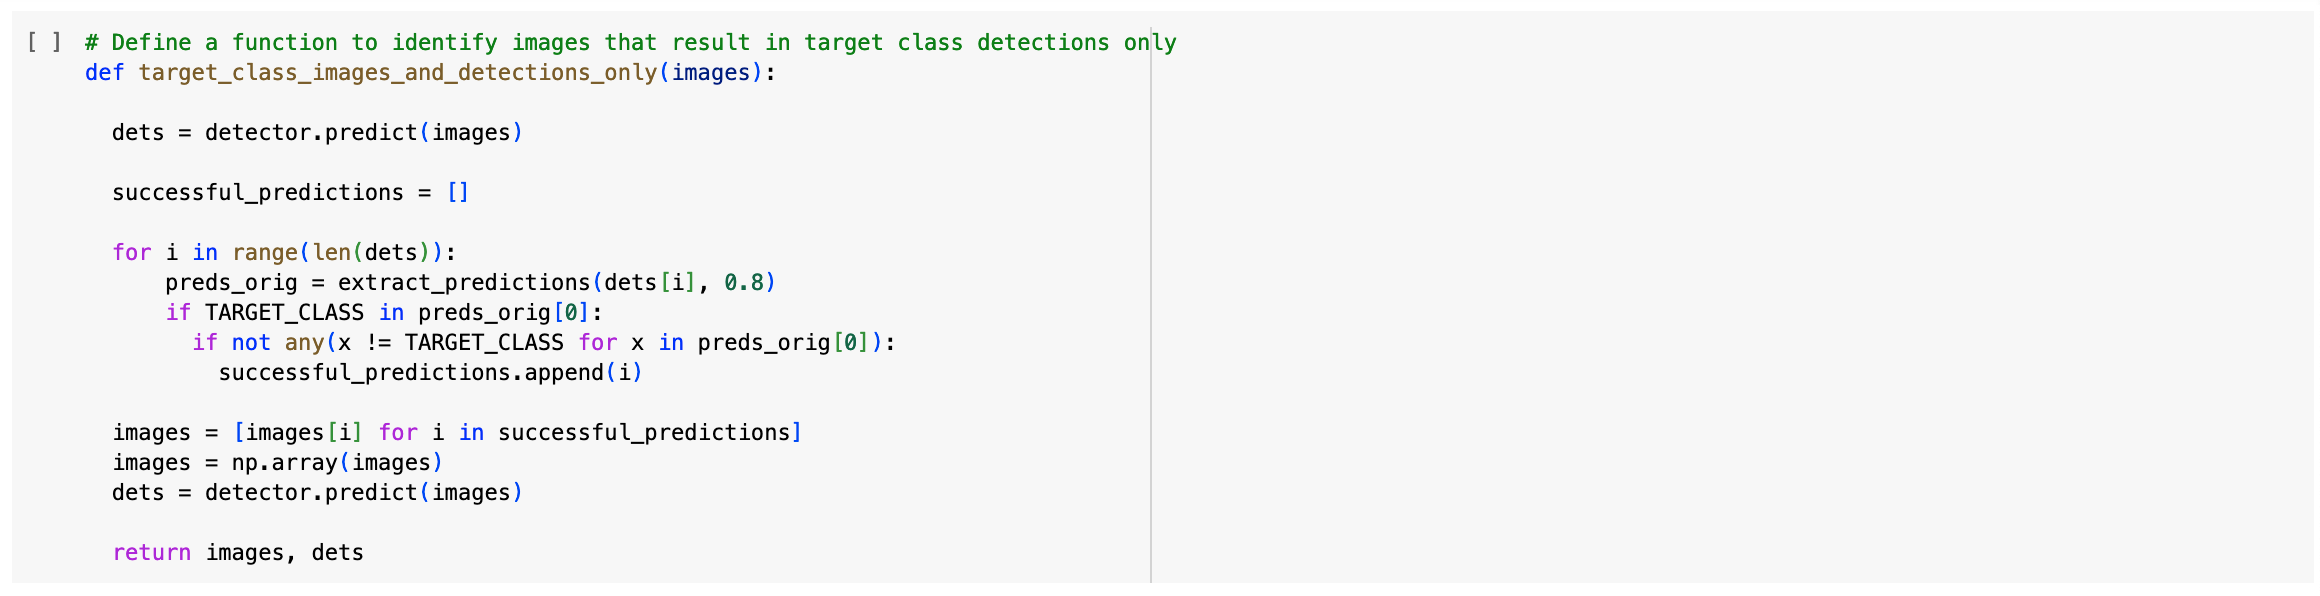 [ ] # Define a function to identify images that result in target class detections only
def target_class_images_and_detections_only(images):
dets = detector.predict(images)
successful_predictions = []
for i in range(len(dets)):
preds_orig = extract_predictions(dets[i], 0.8)
if TARGET_CLASS in preds_orig[0]:
if not any(x != TARGET_CLASS for x in preds_orig[0]):
successful_predictions.append(i)
images = [images[i] for i in successful_predictions]
images = np.array(images)
dets = detector.predict(images)
return images, dets